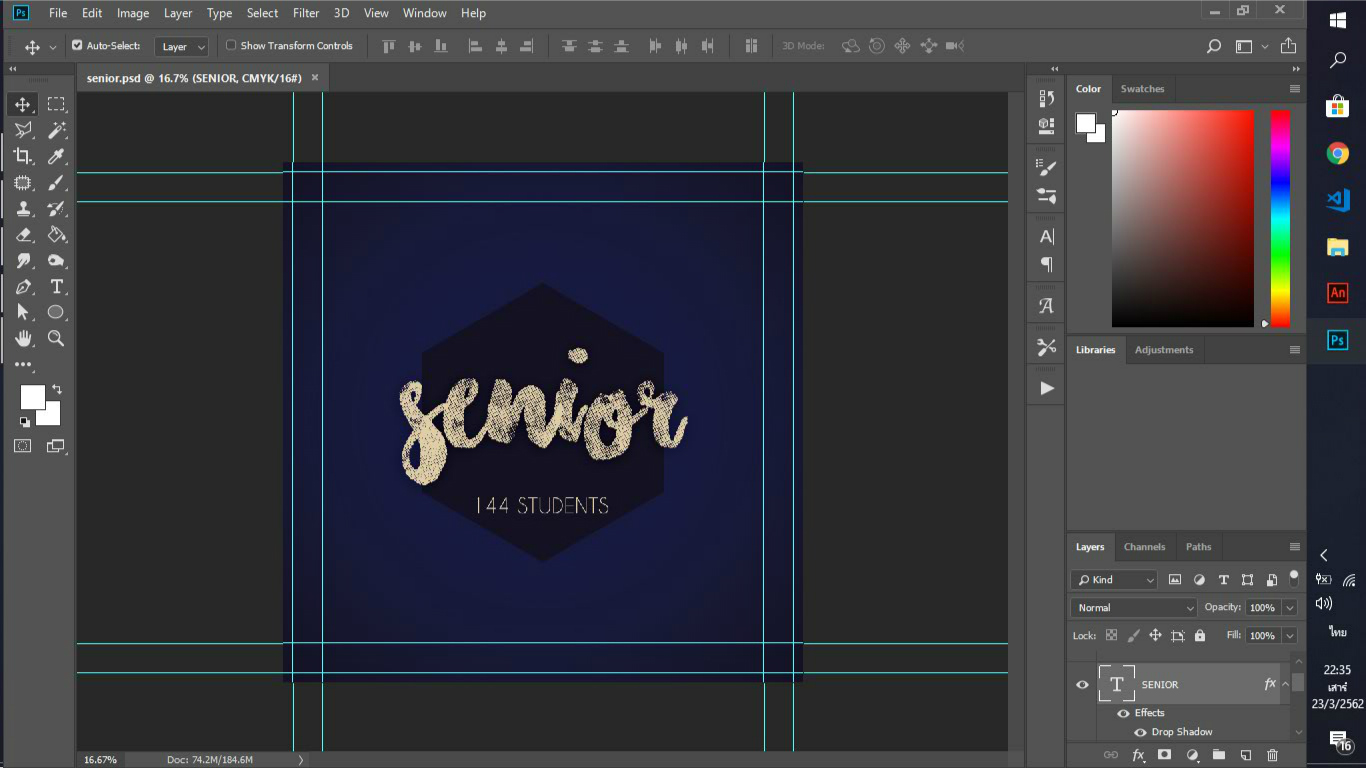 Ps File Edit Image Layer Type Select Filter 3D View Window Help
Auto-Select: Layer Show Transform Controls 3D Mode:
senior.psd @ 16.7% (SENIOR, CMYK/16#) ×
Color Swatches
Libraries Adjustments
An
Ps
senior
144 STUDENTS
Layers Channels Paths
Kind
Normal Opacity: 100%
Lock: Fill: 100%
SENIOR fx
Effects
Drop Shadow
16.67% Doc: 74.2M/184.6M
ไทย
22:35
เสาร์
23/3/2562
16